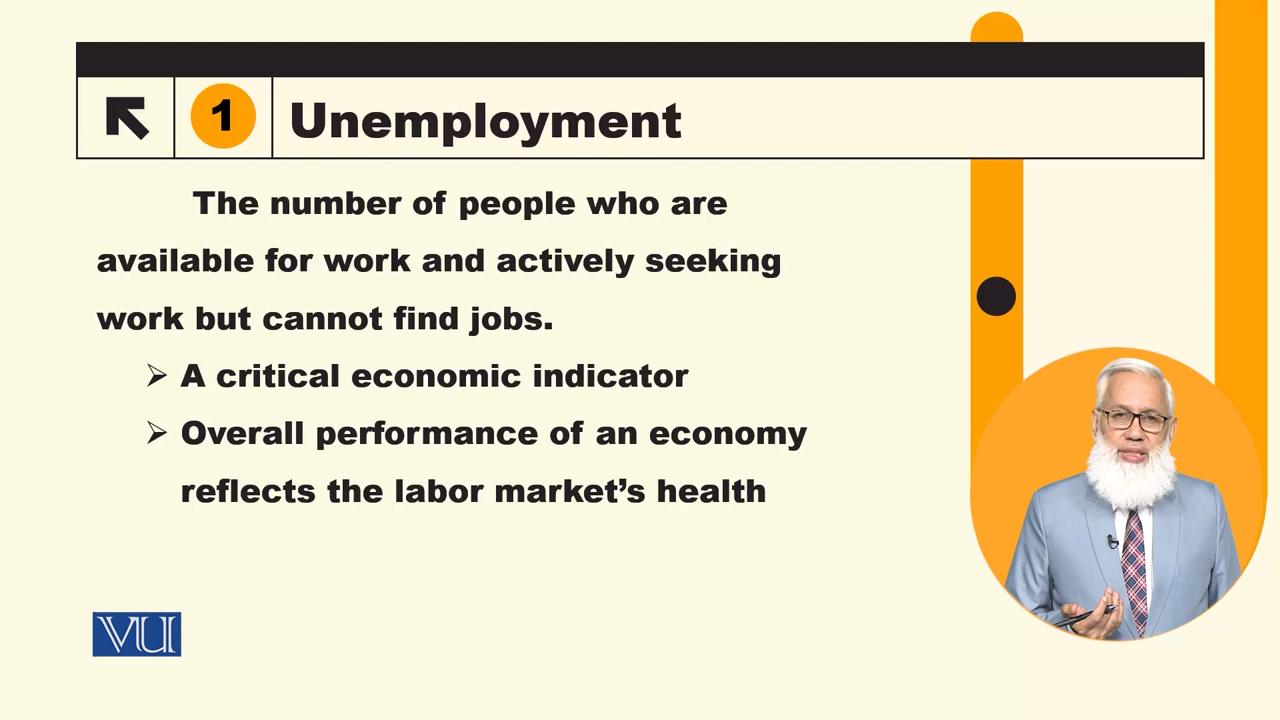 1
Unemployment
The number of people who are
available for work and actively seeking
work but cannot find jobs.
➢ A critical economic indicator
➢ Overall performance of an economy
reflects the labor market’s health
VU